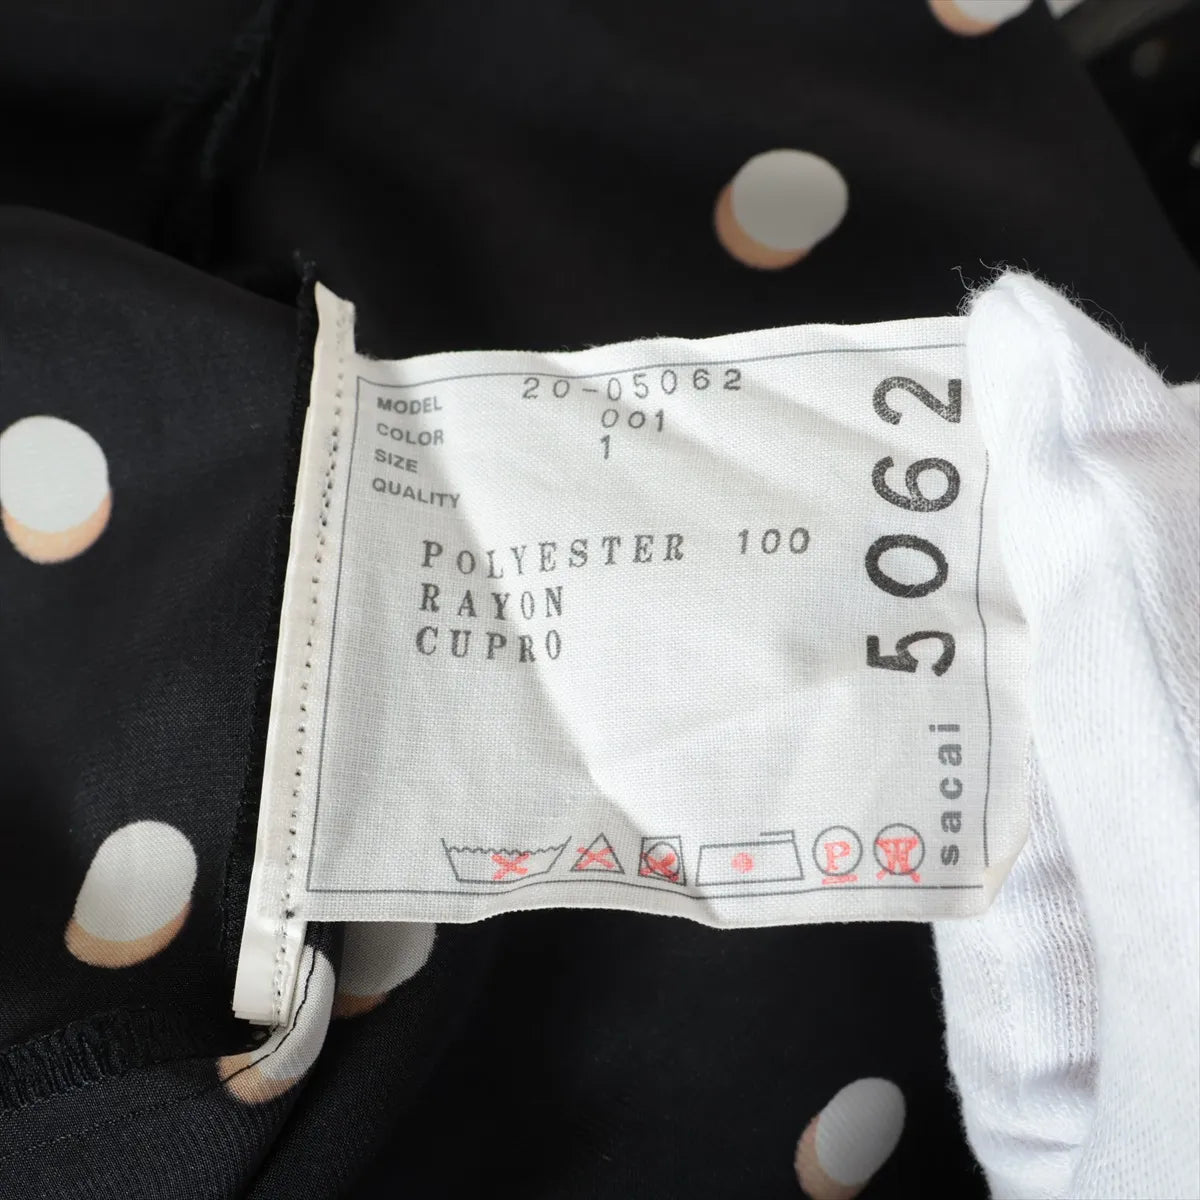 MODEL 20-05062
COLOR 001
SIZE 1
QUALITY
POLYESTER 100
RAYON
CUPRO
P W
sacai 5062